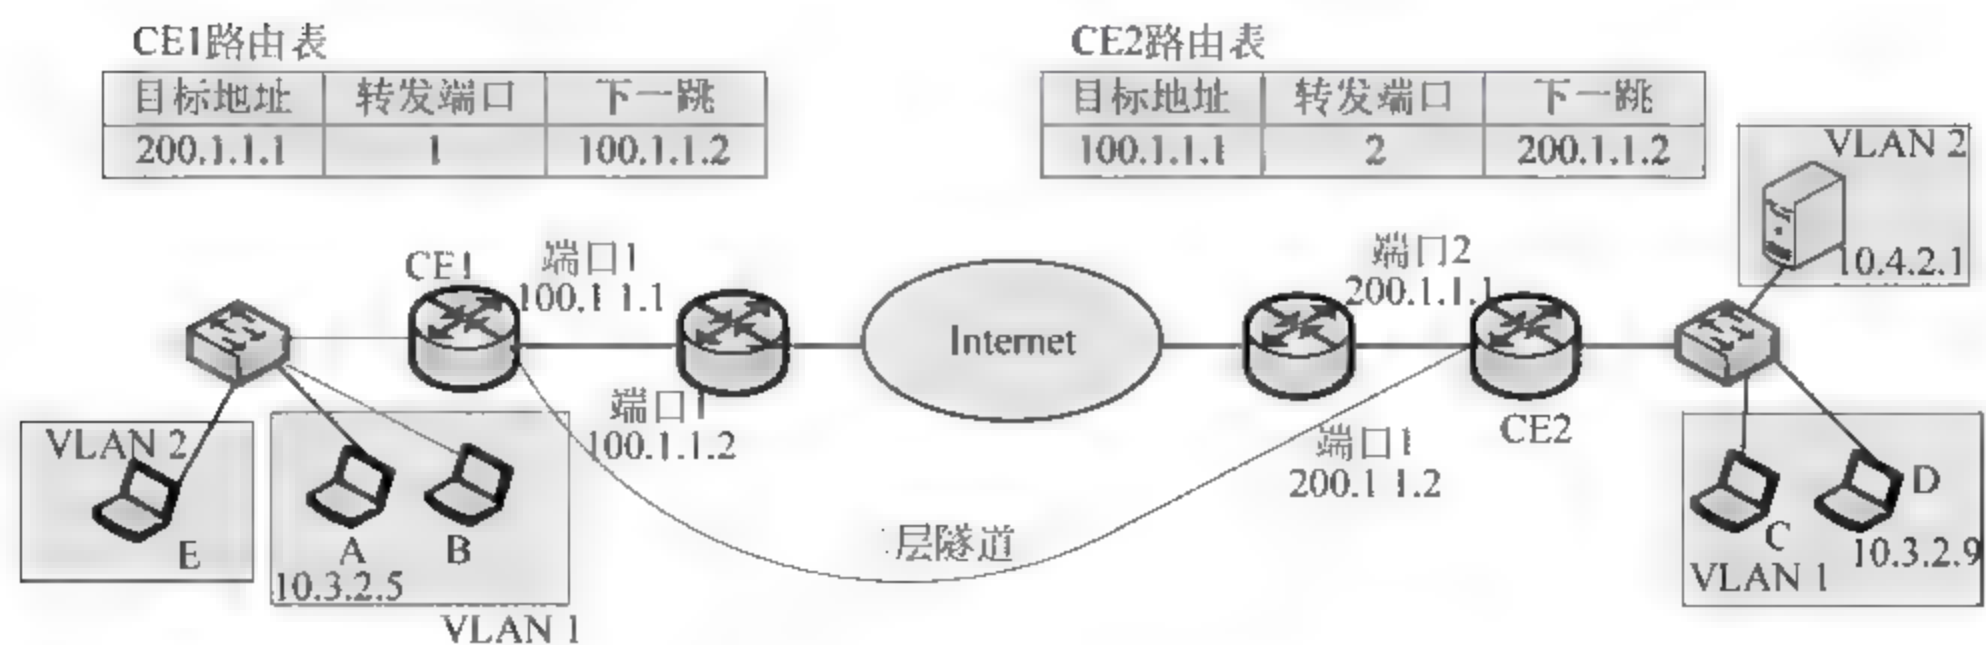 CE1路由表
目标地址 转发端口 下一跳
200.1.1.1 1 100.1.1.2
CE2路由表
目标地址 转发端口 下一跳
100.1.1.1 2 200.1.1.2
VLAN 2
10.4.2.1
CE1
端口1
100.1 1.1
Internet
端口2
200.1.1.1
端口1
100.1.1.2
端口1
200.1 1.2
CE2
VLAN 2
E
A
B
10.3.2.5
VLAN 1
层隧道
C
D
10.3.2.9
VLAN 1